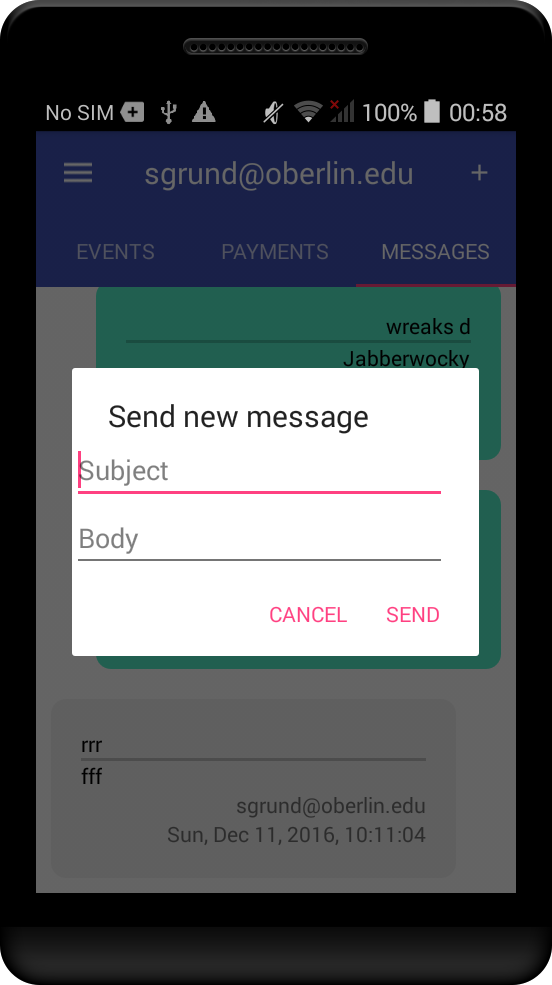 No SIM 100% 00:58
sgrund@oberlin.edu +
EVENTS PAYMENTS MESSAGES
wreaks d
Jabberwocky
Send new message
Subject
Body
CANCEL SEND
rrr
fff
sgrund@oberlin.edu
Sun, Dec 11, 2016, 10:11:04